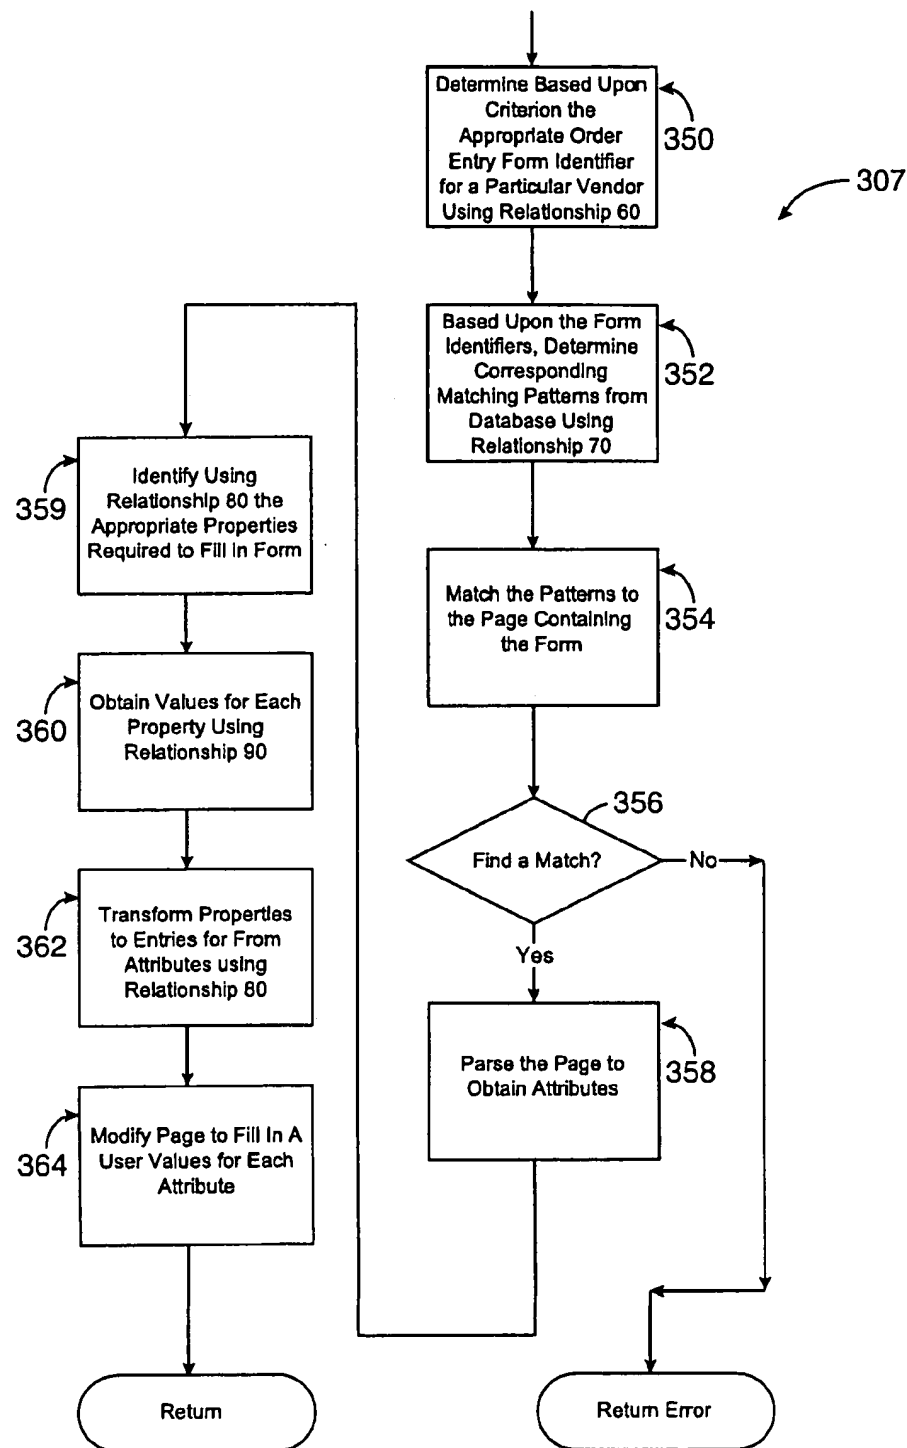 Determine Based Upon
Criterion the
Appropriate Order
Entry Form Identifier
for a Particular Vendor
Using Relationship 60
350
307
Based Upon the Form
Identifiers, Determine
Corresponding
Matching Patterns from
Database Using
Relationship 70
352
Match the Patterns to
the Page Containing
the Form
354
Find a Match?
356
No
Yes
Parse the Page to
Obtain Attributes
358
Identify Using
Relationship 80 the
Appropriate Properties
Required to Fill In Form
359
Obtain Values for Each
Property Using
Relationship 90
360
Transform Properties
to Entries for From
Attributes using
Relationship 80
362
Modify Page to Fill In A
User Values for Each
Attribute
364
Return
Return Error